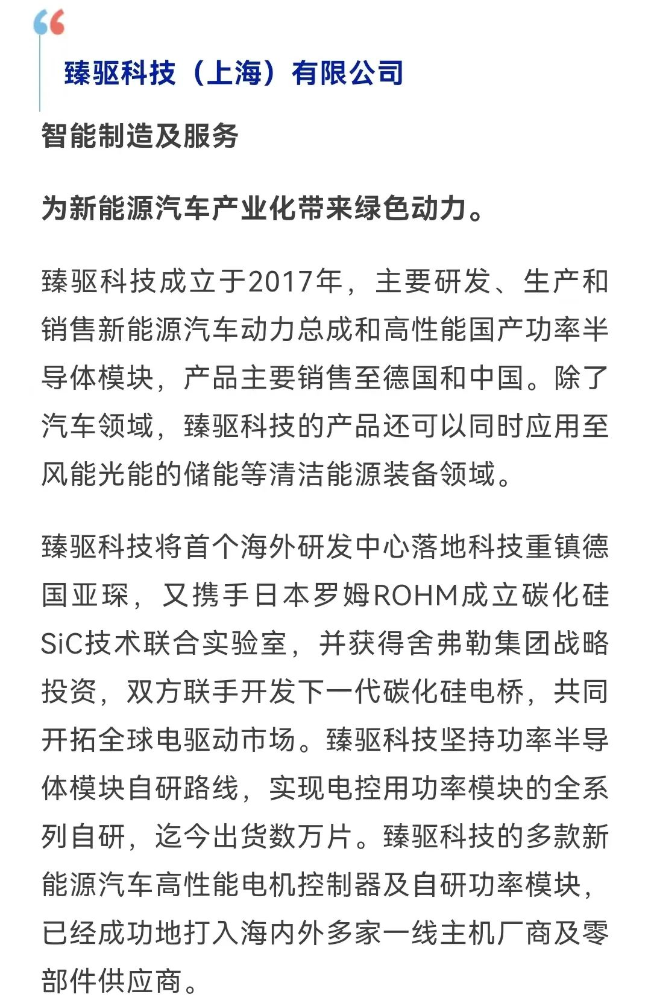 臻驱科技（上海）有限公司
智能制造及服务
为新能源汽车产业化带来绿色动力。
臻驱科技成立于2017年，主要研发、生产和
销售新能源汽车动力总成和高性能国产功率半
导体模块，产品主要销售至德国和中国。除了
汽车领域，臻驱科技的产品还可以同时应用至
风能光能的储能等清洁能源装备领域。
臻驱科技将首个海外研发中心落地科技重镇德
国亚琛，又携手日本罗姆ROHM成立碳化硅
SiC技术联合实验室，并获得舍弗勒集团战略
投资，双方联手开发下一代碳化硅电桥，共同
开拓全球电驱动市场。臻驱科技坚持功率半导
体模块自研路线，实现电控用功率模块的全系
列自研，迄今出货数万片。臻驱科技的多款新
能源汽车高性能电机控制器及自研功率模块，
已经成功地打入海内外多家一线主机厂商及零
部件供应商。